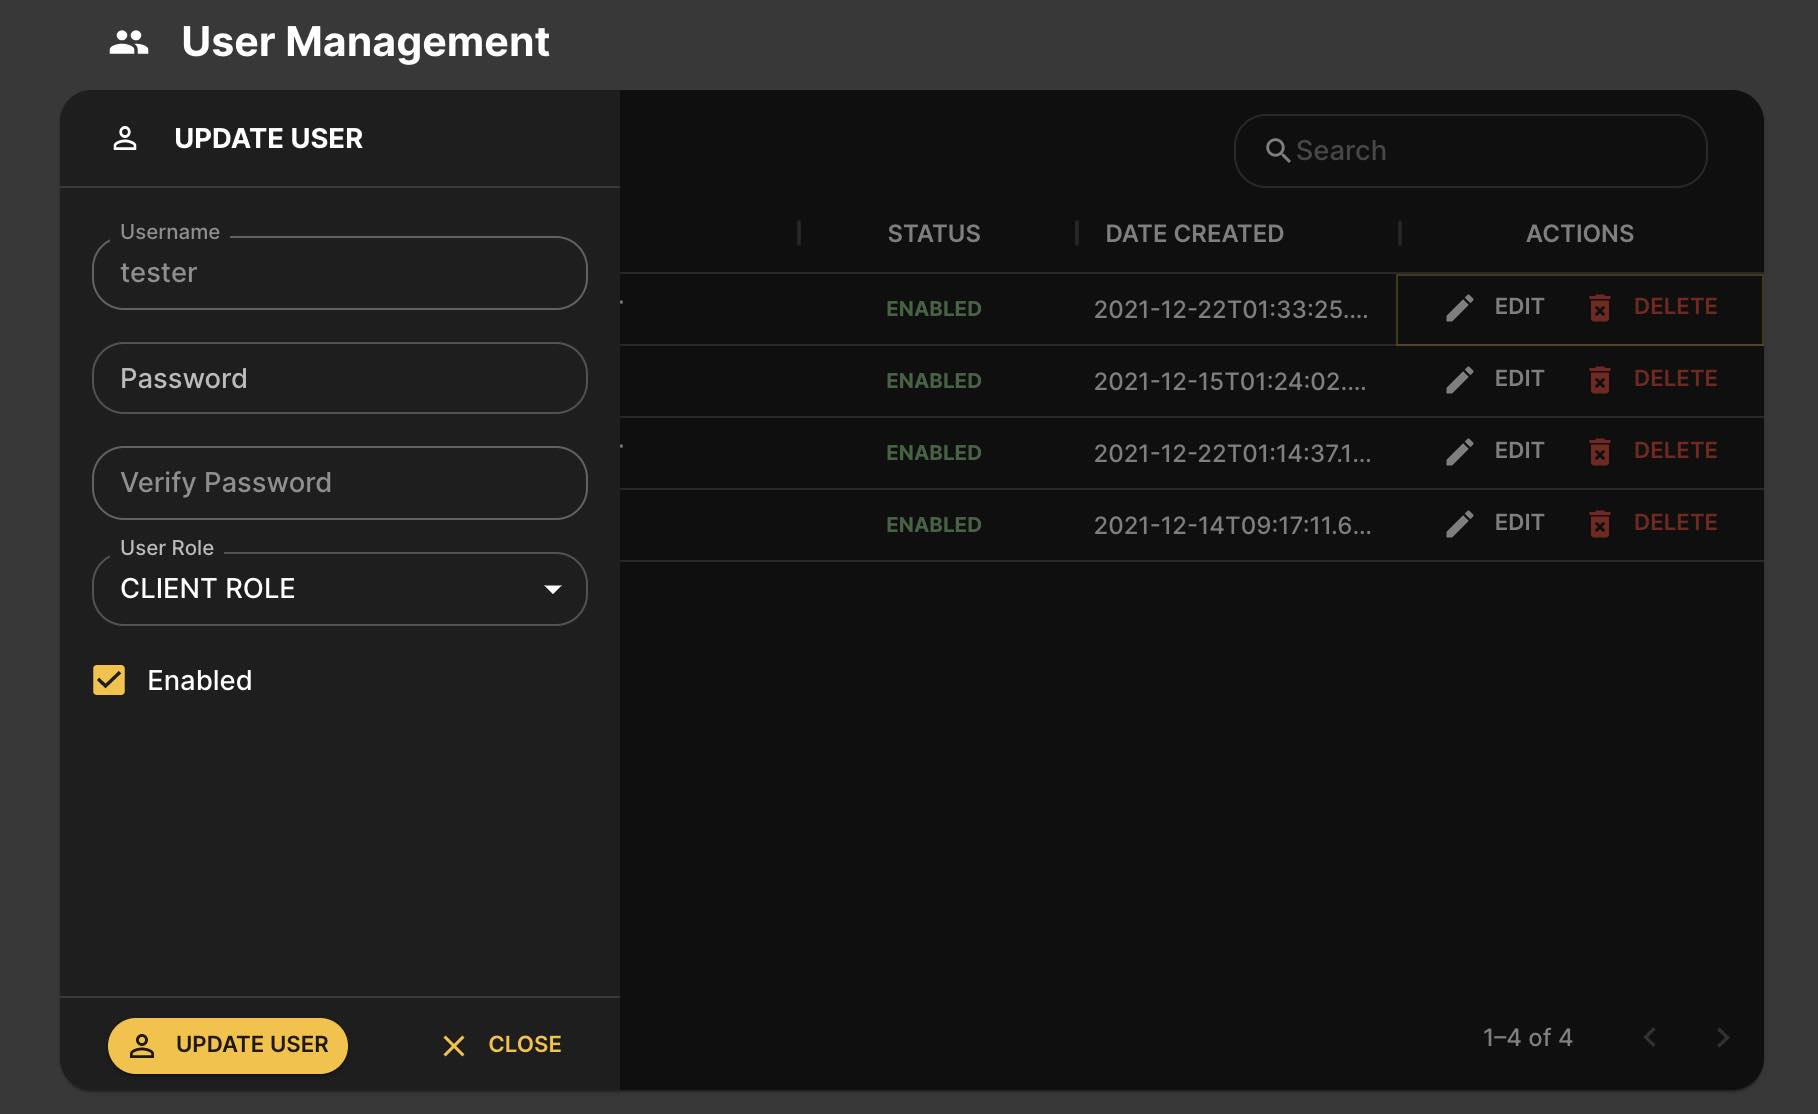 User Management
UPDATE USER
Search
Username
tester
Password
Verify Password
User Role
CLIENT ROLE
Enabled
STATUS DATE CREATED ACTIONS
ENABLED 2021-12-22T01:33:25.... EDIT DELETE
ENABLED 2021-12-15T01:24:02.... EDIT DELETE
ENABLED 2021-12-22T01:14:37.1... EDIT DELETE
ENABLED 2021-12-14T09:17:11.6... EDIT DELETE
UPDATE USER CLOSE
1–4 of 4